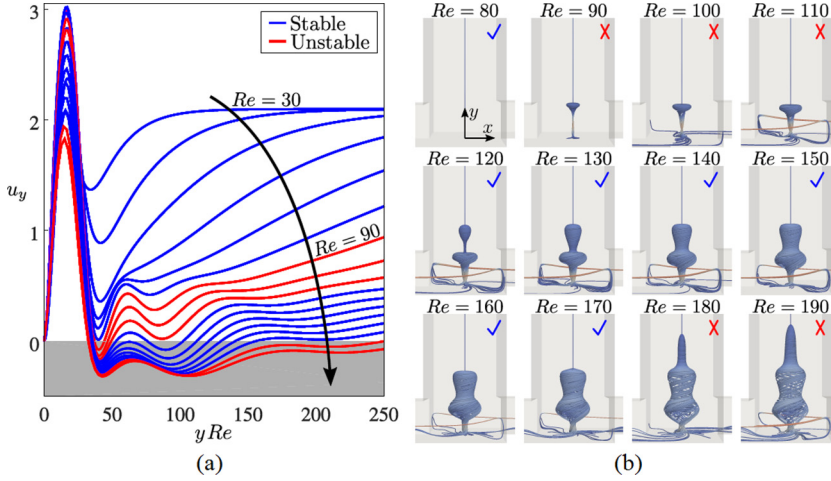 3
2
1
0
u_y
Stable
Unstable
Re = 30
Re = 90
0 50 100 150 200 250
y Re
(a)
Re = 80 Re = 90 Re = 100 Re = 110
✓ ✗ ✗ ✗
y
x
Re = 120 Re = 130 Re = 140 Re = 150
✓ ✓ ✓ ✓
Re = 160 Re = 170 Re = 180 Re = 190
✓ ✓ ✗ ✗
(b)